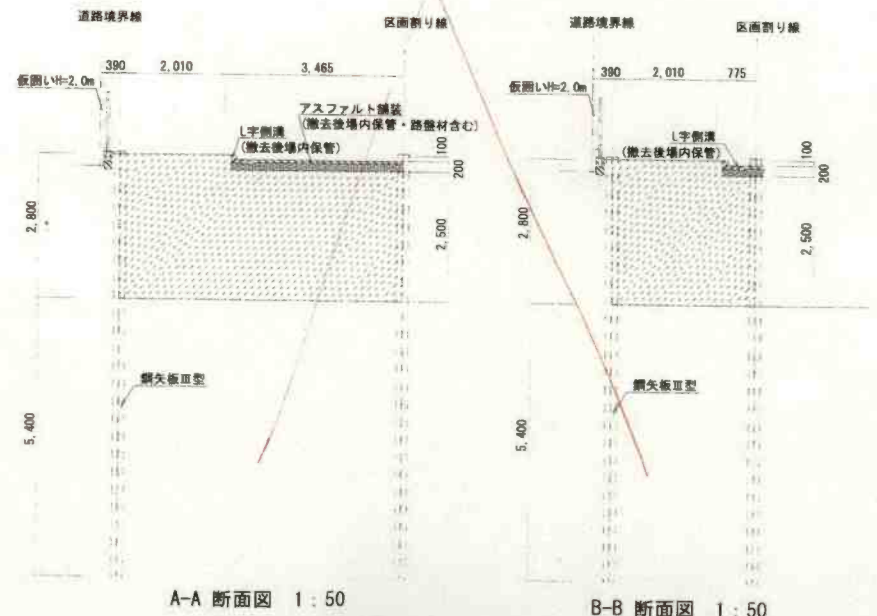 道路境界線
区画割り線
390 2,010 3,465
仮囲いH=2.0m
アスファルト舗装
(撤去後場内保管・路盤材含む)
L字側溝
(撤去後場内保管)
100
200
2,800
2,500
鋼矢板Ⅲ型
5,400
A-A 断面図 1:50
道路境界線
区画割り線
390 2,010 775
仮囲いH=2.0m
L字側溝
(撤去後場内保管)
100
200
2,800
2,500
鋼矢板Ⅲ型
5,400
B-B 断面図 1:50